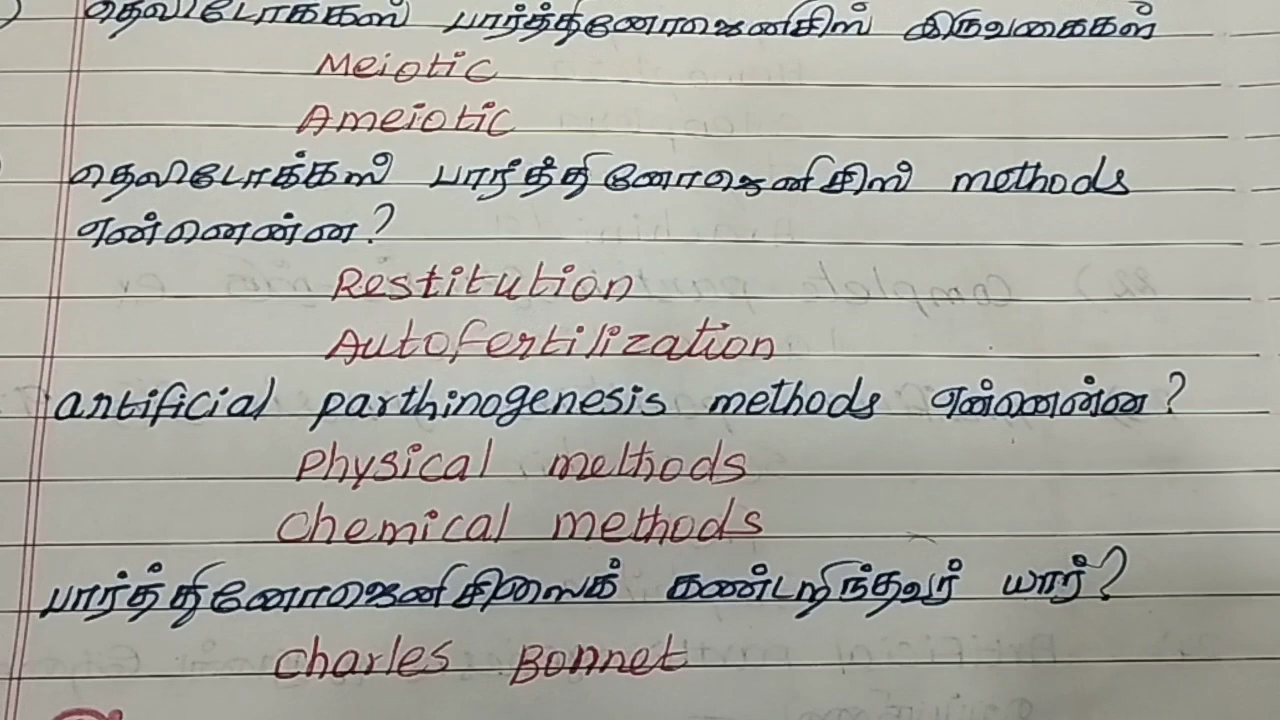 தெலிடோக்கஸ் பார்த்தினோஜெனிசிஸ் இருவகைகள்
Meiotic
Ameiotic
தெலிடோக்கஸ் பார்த்தினோஜெனிசிஸ் methods
என்னென்ன?
Restitution
Autofertilization
artificial parthinogenesis methods என்னென்ன?
Physical methods
Chemical methods
பார்த்தினோஜெனிசிஸைக் கண்டறிந்தவர் யார்?
Charles Bonnet